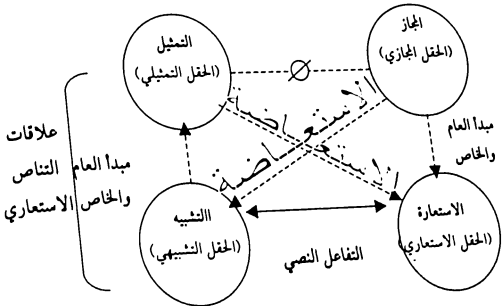 المجاز
(الحقل المجازي)
التمثيل
(الحقل التمثيلي)
الاستعاضة
الاستعاضة
مبدأ العام
والخاص
علاقات
التناص
الاستعاري
مبدأ العام
والخاص
الاستعارة
(الحقل الاستعاري)
االتشبيه
(الحقل التشبيهي)
التفاعل النصي